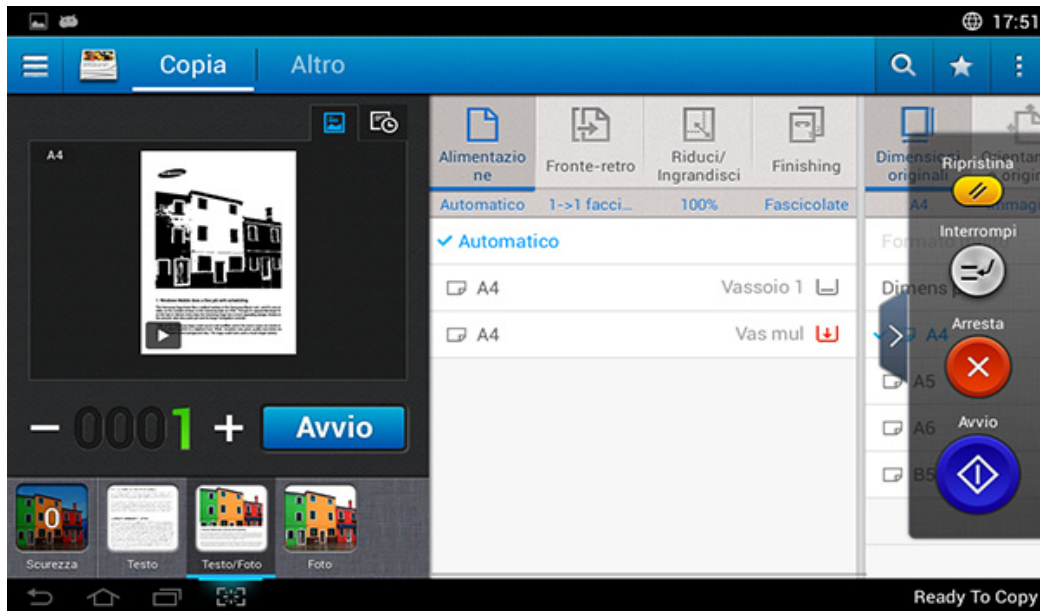 17:51
Copia
Altro
A4
Alimentazio
ne
Fronte-retro
Riduci/
Ingrandisci
Finishing
Dimensioni
originali
Automatico
1->1 facci...
100%
Fascicolate
A4
Automatico
A4
Vassoio 1
A4
Vas mul
A4
A5
A6
B5
Ripristina
Interrompi
Arresta
Avvio
0001
Avvio
0
Scurezza
Testo
Testo/Foto
Foto
Ready To Copy